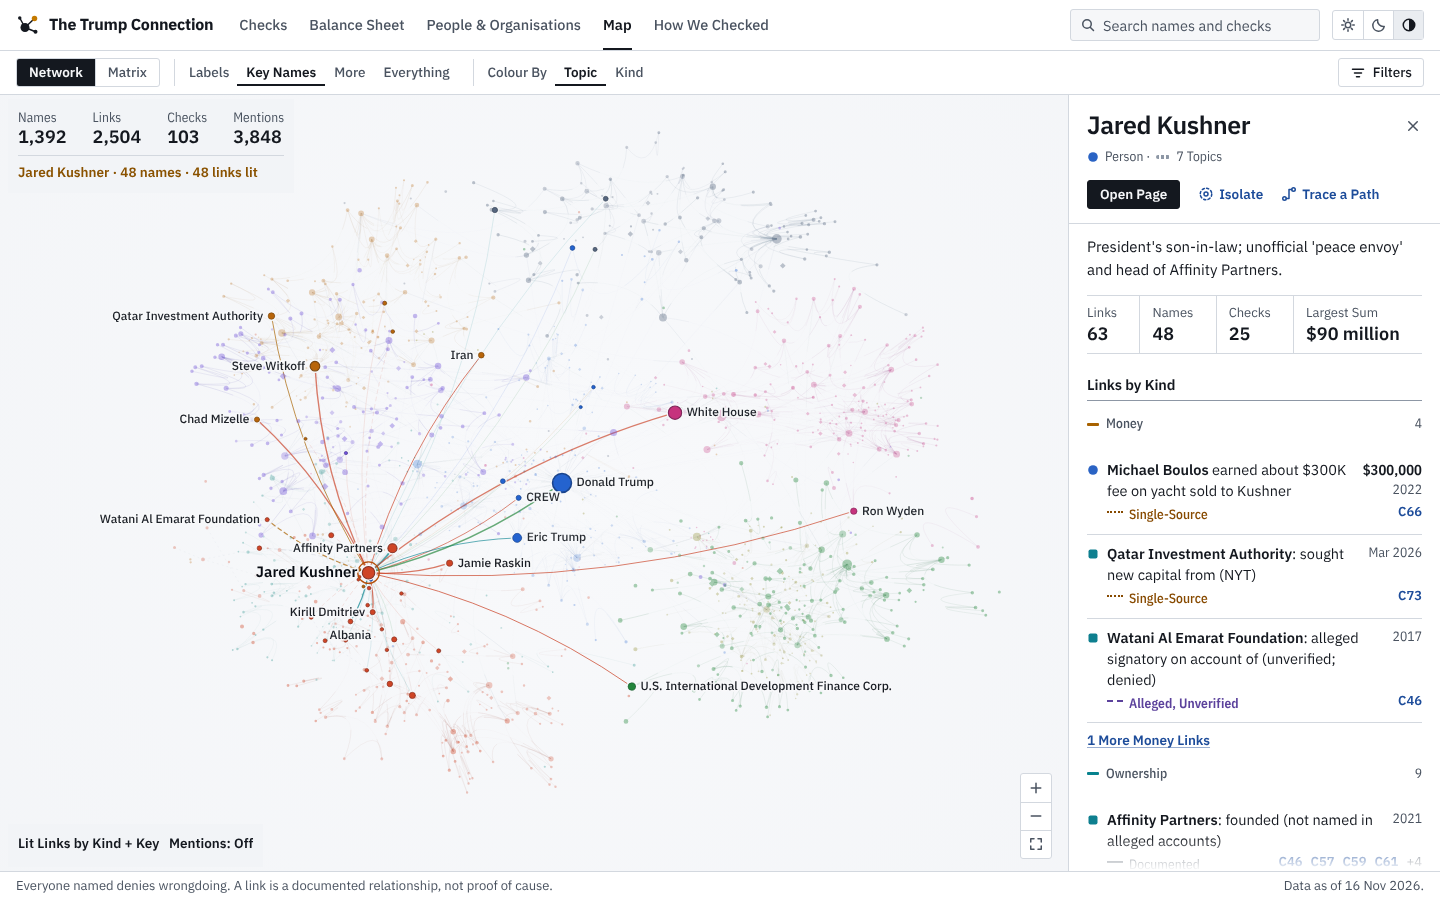 The Trump Connection
Checks
Balance Sheet
People & Organisations
Map
How We Checked
Search names and checks
Network
Matrix
Labels
Key Names
More
Everything
Colour By
Topic
Kind
Filters
Names
Links
Checks
Mentions
1,392
2,504
103
3,848
Jared Kushner · 48 names · 48 links lit
Qatar Investment Authority
Iran
Steve Witkoff
White House
Chad Mizelle
Donald Trump
CREW
Ron Wyden
Watani Al Emarat Foundation
Eric Trump
Affinity Partners
Jamie Raskin
Jared Kushner
Kirill Dmitriev
Albania
U.S. International Development Finance Corp.
Lit Links by Kind + Key
Mentions: Off
Jared Kushner
Person ·
7 Topics
Open Page
Isolate
Trace a Path
President's son-in-law; unofficial 'peace envoy'
and head of Affinity Partners.
Links
Names
Checks
Largest Sum
63
48
25
$90 million
Links by Kind
Money
4
Michael Boulos earned about $300K
$300,000
fee on yacht sold to Kushner
2022
Single-Source
C66
Qatar Investment Authority: sought
Mar 2026
new capital from (NYT)
Single-Source
C73
Watani Al Emarat Foundation: alleged
2017
signatory on account of (unverified;
denied)
Alleged, Unverified
C46
1 More Money Links
Ownership
9
Affinity Partners: founded (not named in
2021
alleged accounts)
Documented
C46 C57 C59 C61 +4
Everyone named denies wrongdoing. A link is a documented relationship, not proof of cause.
Data as of 16 Nov 2026.